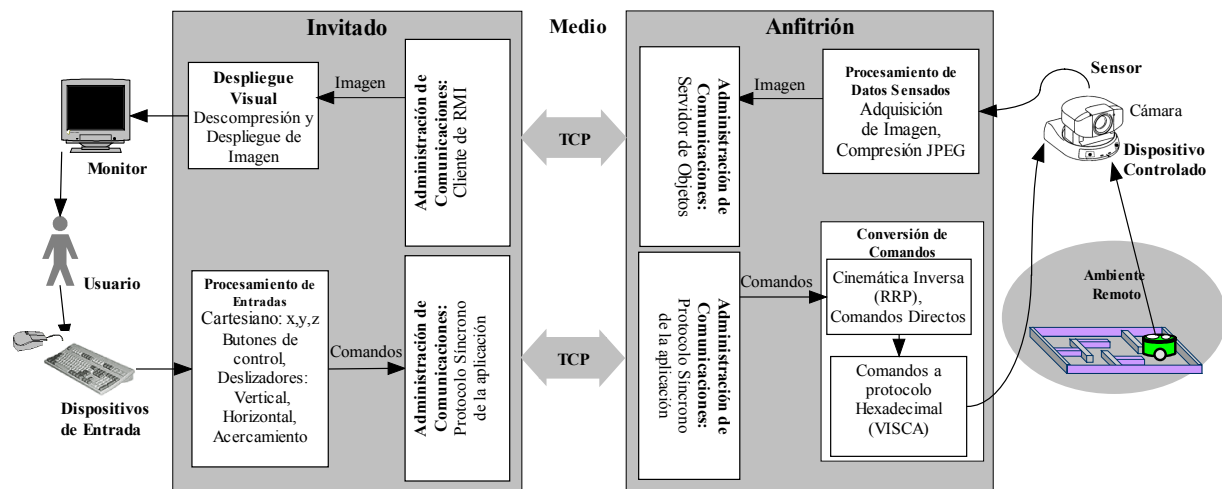 Invitado
Medio
Anfitrión
Monitor
Usuario
Dispositivos
de Entrada
Despliegue
Visual
Descompresión y
Despliegue de
Imagen
Imagen
Administración de
Comunicaciones:
Cliente de RMI
Procesamiento de
Entradas
Cartesiano: x,y,z
Butones de
control,
Deslizadores:
Vertical,
Horizontal,
Acercamiento
Comandos
Administración de
Comunicaciones:
Protocolo Síncrono
de la aplicación
TCP
TCP
Administración de
Comunicaciones:
Servidor de Objetos
Imagen
Procesamiento de
Datos Sensados
Adquisición
de Imagen,
Compresión JPEG
Administración de
Comunicaciones:
Protocolo Síncrono
de la aplicación
Comandos
Conversión de
Comandos
Cinemática Inversa
(RRP),
Comandos Directos
Comandos a
protocolo
Hexadecimal
(VISCA)
Sensor
Cámara
Dispositivo
Controlado
Ambiente
Remoto